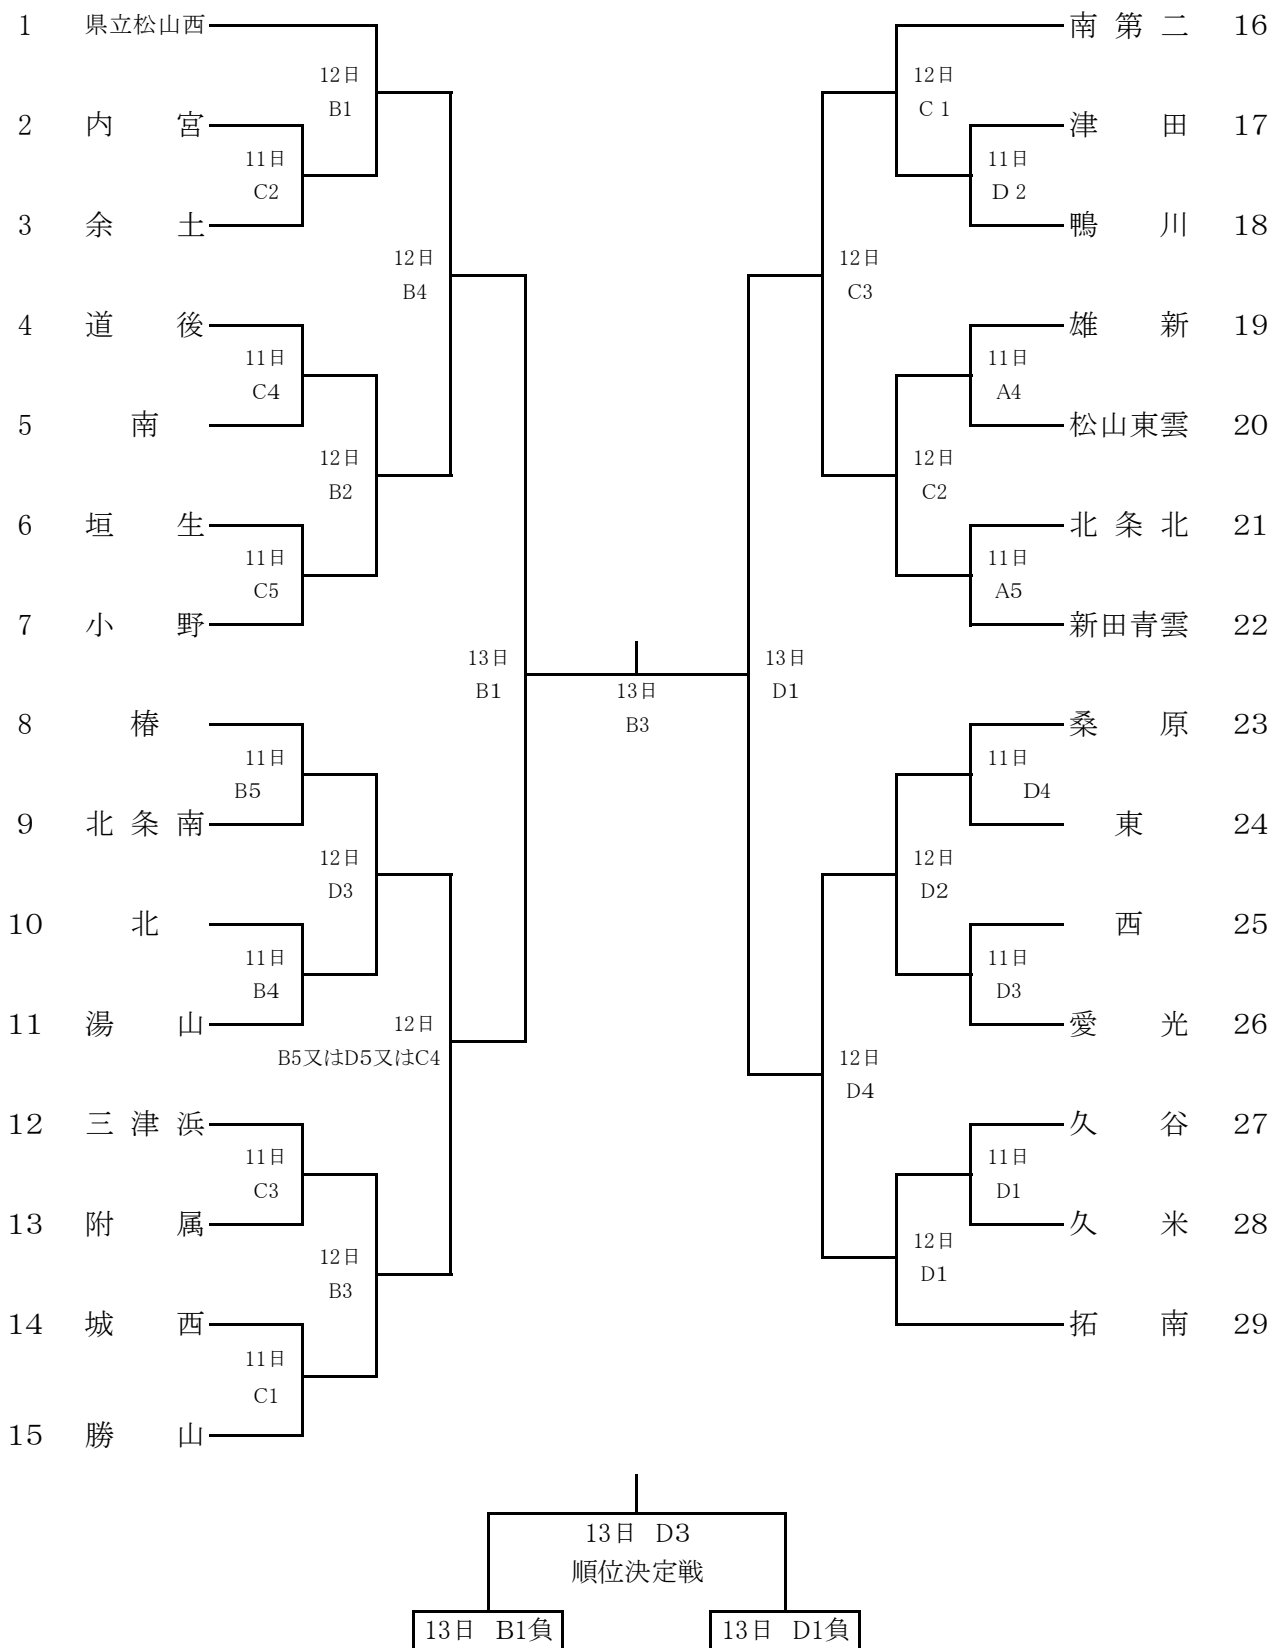 1 県立松山西
12日
B1
2 内宮
11日
C2
3 余土
12日
B4
4 道後
11日
C4
5 南
12日
B2
6 垣生
11日
C5
7 小野
13日
B1
8 椿
11日
B5
9 北条南
12日
D3
10 北
11日
B4
11 湯山
12日
B5又はD5又はC4
12 三津浜
11日
C3
13 附属
12日
B3
14 城西
11日
C1
15 勝山
13日
B3
南第二 16
12日
C 1
津田 17
11日
D 2
鴨川 18
12日
C3
雄新 19
11日
A4
松山東雲 20
12日
C2
北条北 21
11日
A5
新田青雲 22
13日
D1
桑原 23
11日
D4
東 24
12日
D2
西 25
11日
D3
愛光 26
12日
D4
久谷 27
11日
D1
久米 28
12日
D1
拓南 29
13日 D3
順位決定戦
13日 B1負
13日 D1負